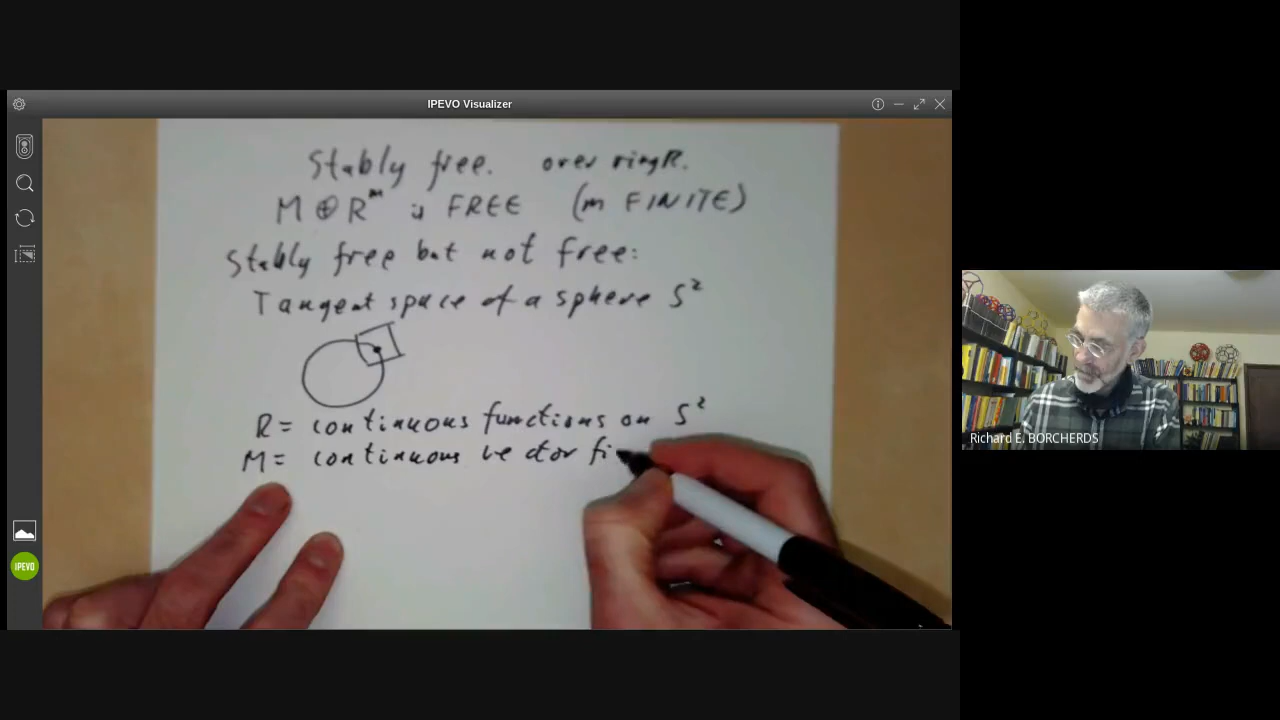 IPEVO Visualizer
Stably free. over ring R.
M ⊕ R^m is FREE (m FINITE)
Stably free but not free:
Tangent space of a sphere S²
R = continuous functions on S²
M = continuous vector fi
IPEVO
Richard E. BORCHERDS